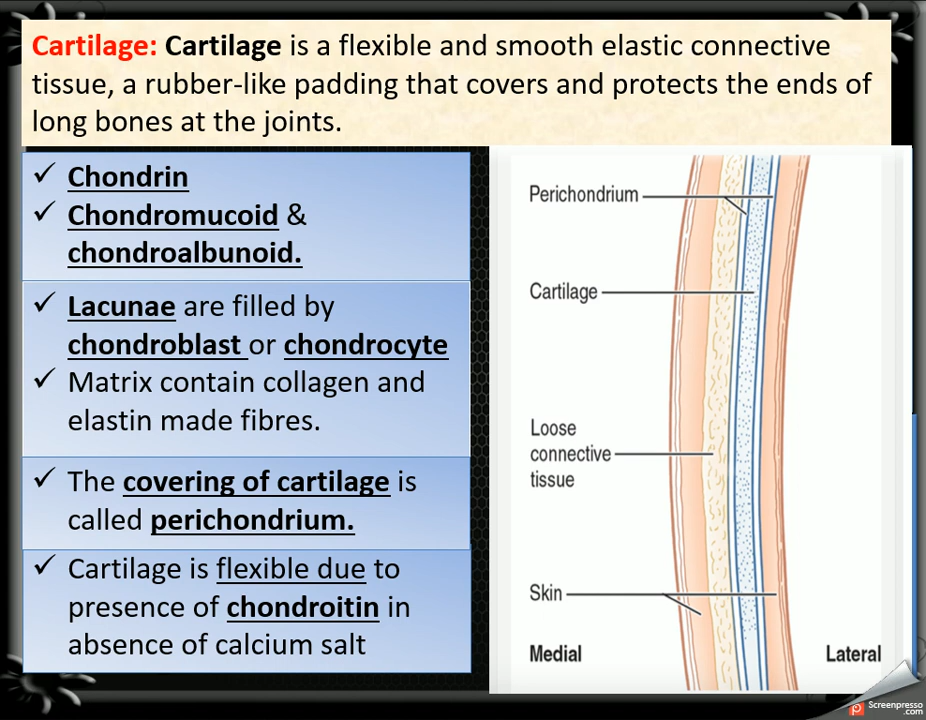 Cartilage: Cartilage is a flexible and smooth elastic connective
tissue, a rubber-like padding that covers and protects the ends of
long bones at the joints.
✓ Chondrin
✓ Chondromucoid &
chondroalbunoid.
✓ Lacunae are filled by
chondroblast or chondrocyte
✓ Matrix contain collagen and
elastin made fibres.
✓ The covering of cartilage is
called perichondrium.
✓ Cartilage is flexible due to
presence of chondroitin in
absence of calcium salt
Perichondrium
Cartilage
Loose
connective
tissue
Skin
Medial
Lateral
Screenpresso
.com